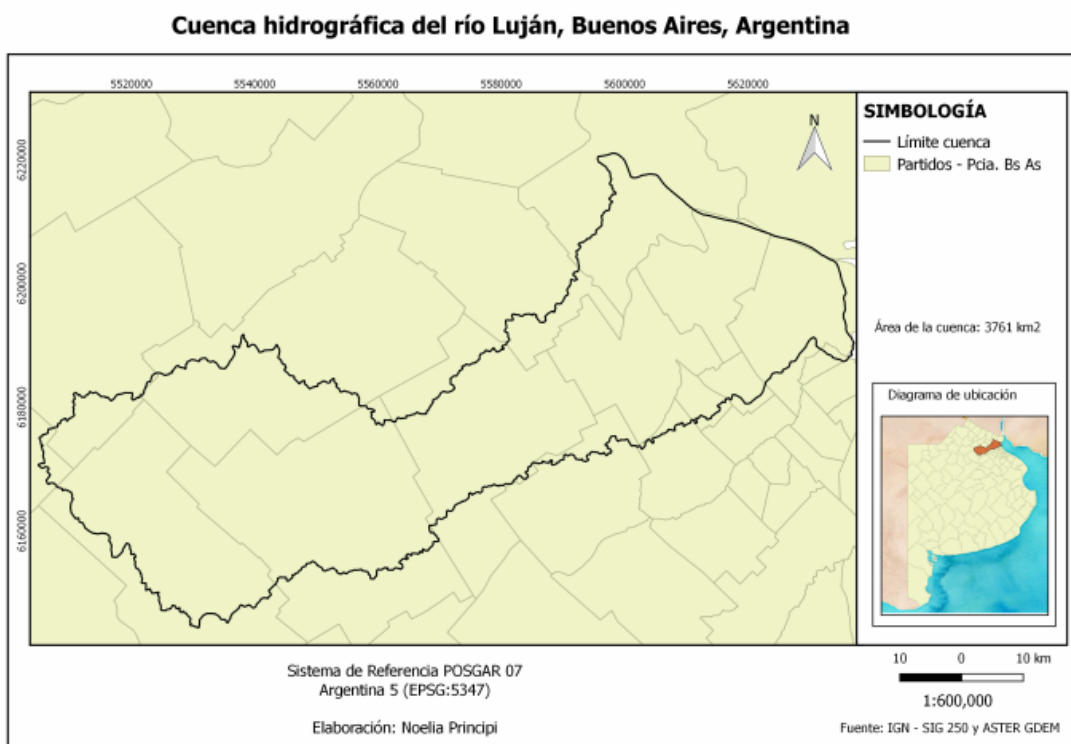 Cuenca hidrográfica del río Luján, Buenos Aires, Argentina
5520000 5540000 5560000 5580000 5600000 5620000
6220000
6200000
6180000
6160000
N
SIMBOLOGÍA
Límite cuenca
Partidos - Pcia. Bs As
Área de la cuenca: 3761 km2
Diagrama de ubicación
10 0 10 km
1:600,000
Sistema de Referencia POSGAR 07
Argentina 5 (EPSG:5347)
Elaboración: Noelia Principi
Fuente: IGN - SIG 250 y ASTER GDEM